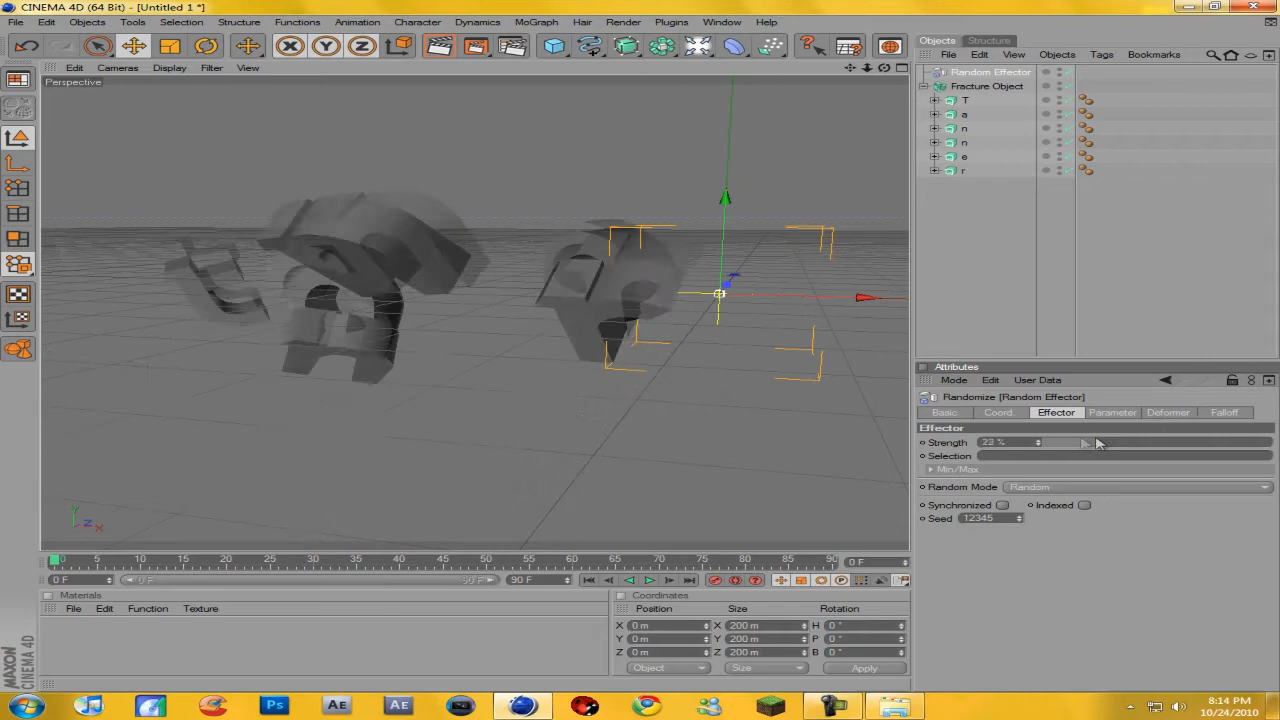 CINEMA 4D (64 Bit) - [Untitled 1 *]
File Edit Objects Tools Selection Structure Functions Animation Character Dynamics MoGraph Hair Render Plugins Window Help
Objects Structure
File Edit View Objects Tags Bookmarks
Edit Cameras Display Filter View
Perspective
Random Effector
Fracture Object
T
a
n
n
e
r
Attributes
Mode Edit User Data
Randomize [Random Effector]
Basic Coord. Effector Parameter Deformer Falloff
Effector
Strength
Selection
Min/Max
Random Mode Random
Synchronized Indexed
Seed 12345
Y
Z X
0 5 10 15 20 25 30 35 40 45 50 55 60 65 70 75 80 85 90 0 F
0 F 0 F 90 F 90 F
Materials
File Edit Function Texture
Coordinates
Position Size Rotation
X 0 m X 200 m H 0 °
Y 0 m Y 200 m P 0 °
Z 0 m Z 200 m B 0 °
Object Size Apply
MAXON
CINEMA 4D
Ps AE AE
8:14 PM
10/24/2010